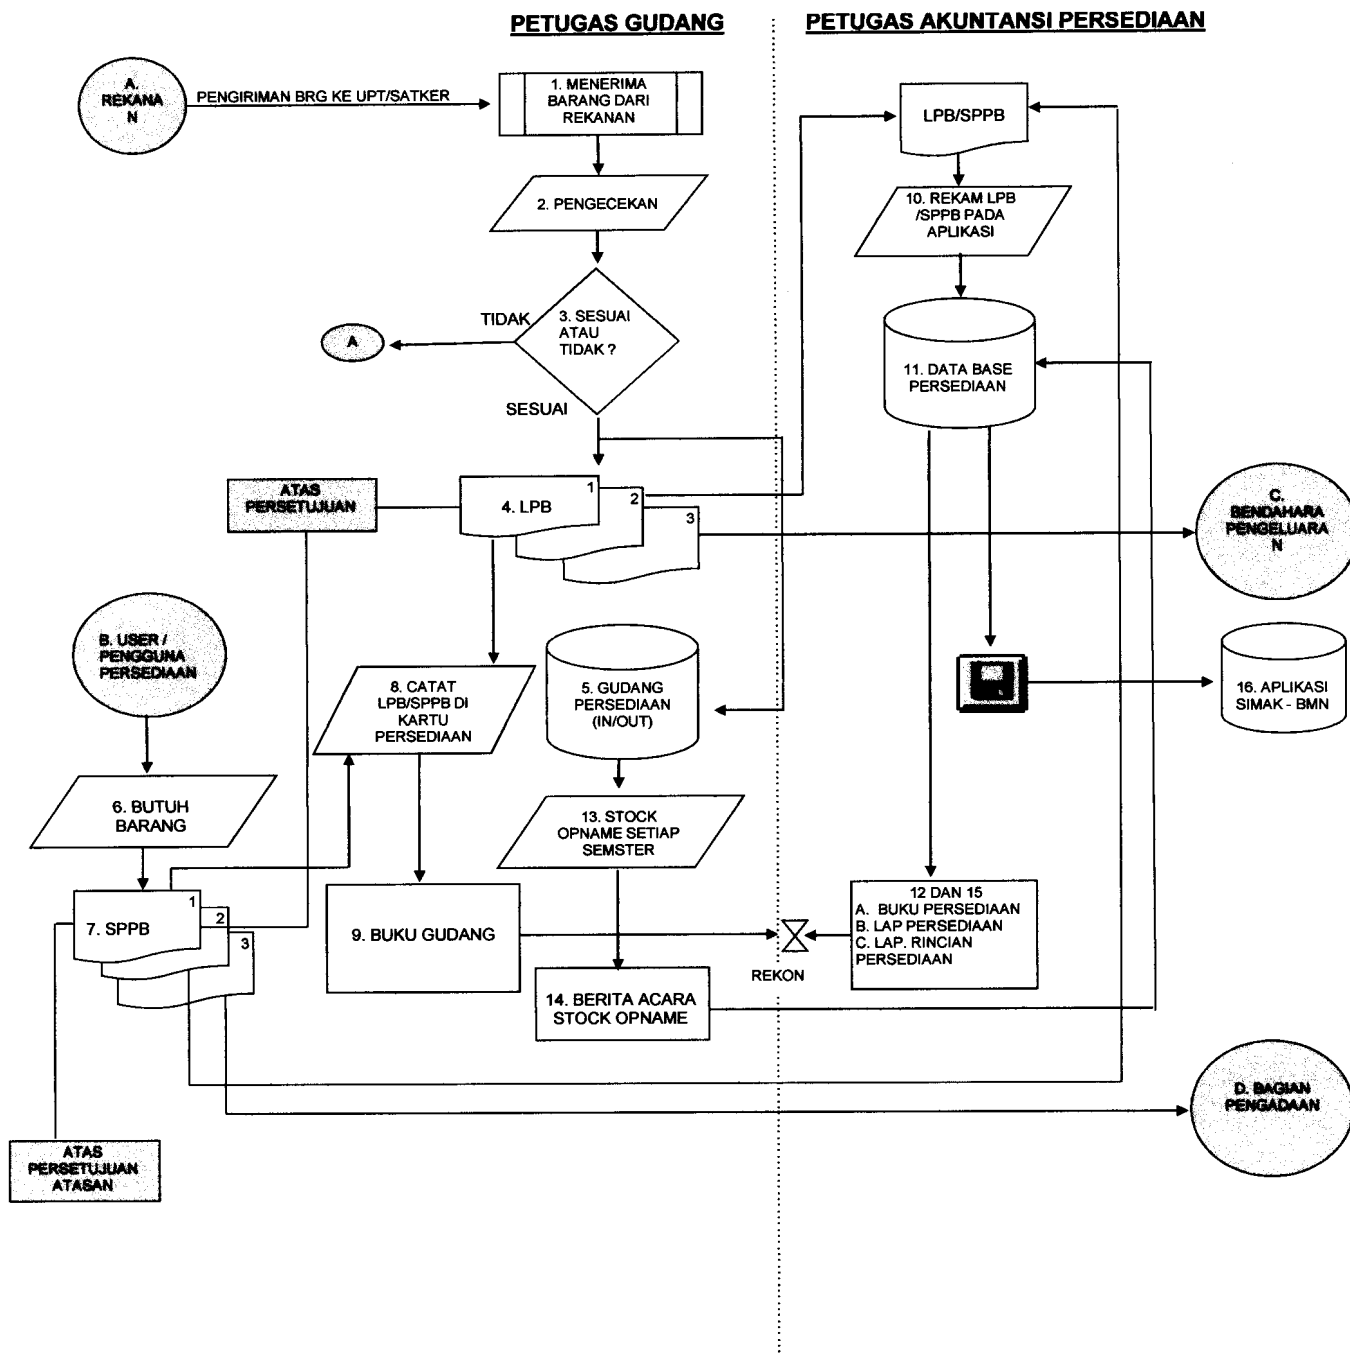 PETUGAS GUDANG
PETUGAS AKUNTANSI PERSEDIAAN
A.
REKANA
N
PENGIRIMAN BRG KE UPT/SATKER
1. MENERIMA
BARANG DARI
REKANAN
LPB/SPPB
2. PENGECEKAN
10. REKAM LPB
/SPPB PADA
APLIKASI
TIDAK
3. SESUAI
ATAU
TIDAK ?
A
11. DATA BASE
PERSEDIAAN
SESUAI
ATAS
PERSETUJUAN
4. LPB
1
2
3
C.
BENDAHARA
PENGELUARA
N
B. USER /
PENGGUNA
PERSEDIAAN
8. CATAT
LPB/SPPB DI
KARTU
PERSEDIAAN
5. GUDANG
PERSEDIAAN
(IN/OUT)
16. APLIKASI
SIMAK - BMN
6. BUTUH
BARANG
13. STOCK
OPNAME SETIAP
SEMSTER
7. SPPB
1
2
3
9. BUKU GUDANG
REKON
12 DAN 15
A. BUKU PERSEDIAAN
B. LAP PERSEDIAAN
C. LAP. RINCIAN
PERSEDIAAN
14. BERITA ACARA
STOCK OPNAME
D. BAGIAN
PENGADAAN
ATAS
PERSETUJUAN
ATASAN